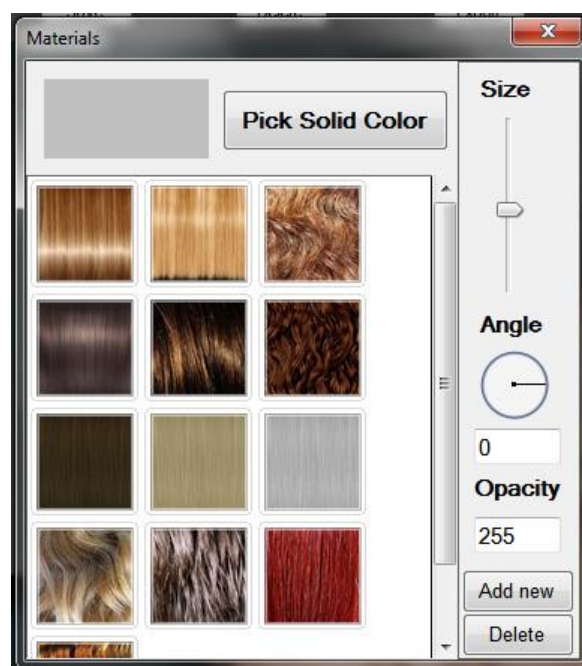 Materials
Pick Solid Color
Size
Angle
0
Opacity
255
Add new
Delete